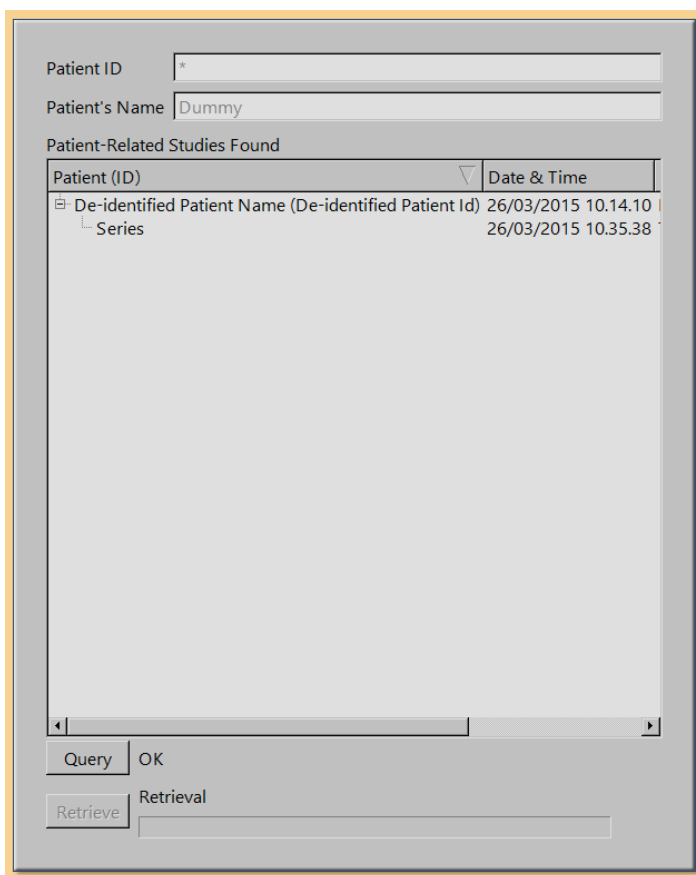 Patient ID *
Patient's Name Dummy
Patient-Related Studies Found
Patient (ID) Date & Time
De-identified Patient Name (De-identified Patient Id) 26/03/2015 10.14.10
Series 26/03/2015 10.35.38
Query OK
Retrieval
Retrieve